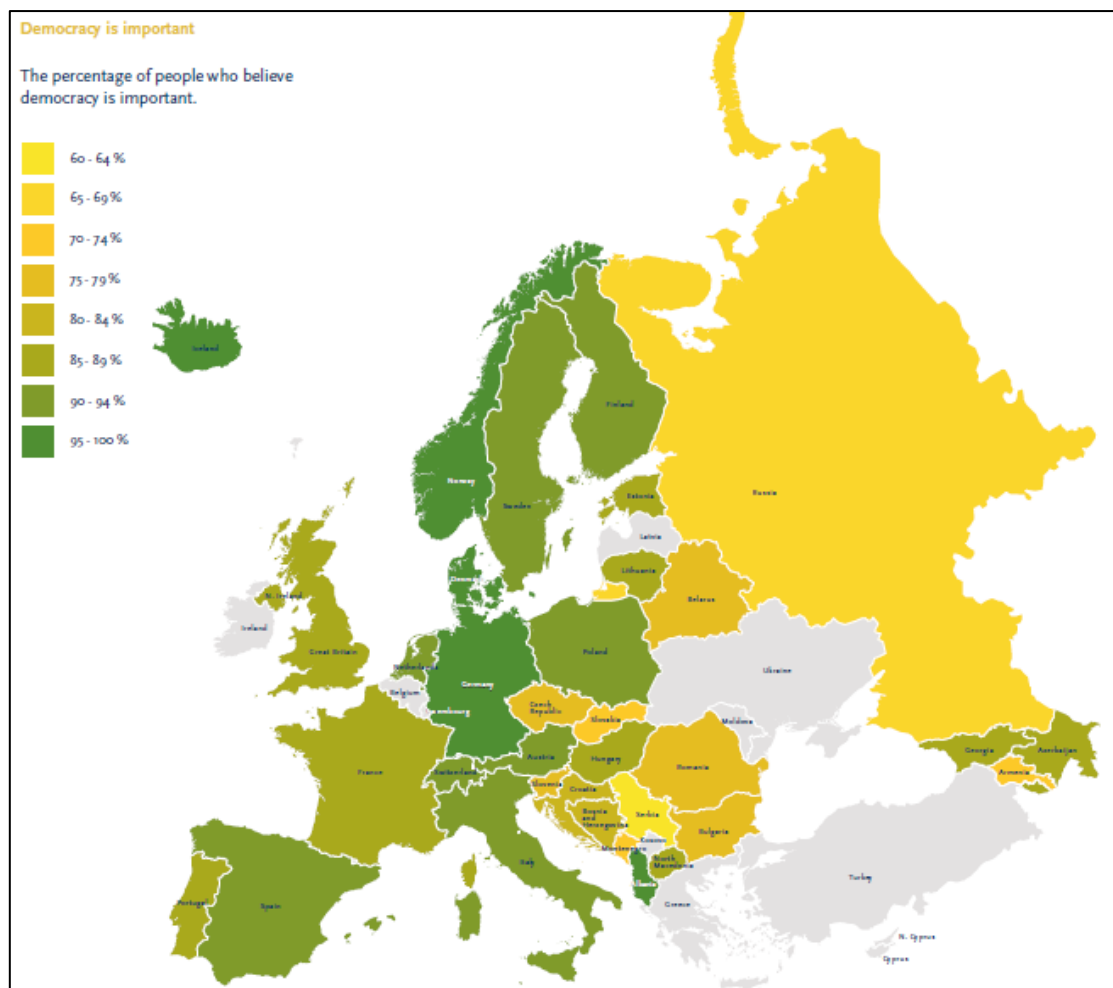 Democracy is important
The percentage of people who believe
democracy is important.
60 - 64 %
65 - 69 %
70 - 74 %
75 - 79 %
80 - 84 %
85 - 89 %
90 - 94 %
95 - 100 %
Iceland
Finland
Norway
Sweden
Russia
Estonia
Latvia
Denmark
Lithuania
N. Ireland
Ireland
Belarus
Great Britain
Poland
Netherlands
Ukraine
Belgium
Germany
Luxembourg
Czech
Republic
Slovakia
Moldova
Austria
Hungary
Georgia
Azerbaijan
France
Switzerland
Romania
Armenia
Slovenia
Croatia
Bosnia
and
Herzegovina
Serbia
Bulgaria
Kosovo
Montenegro
Italy
North
Macedonia
Turkey
Albania
Portugal
Spain
Greece
N. Cyprus
Cyprus